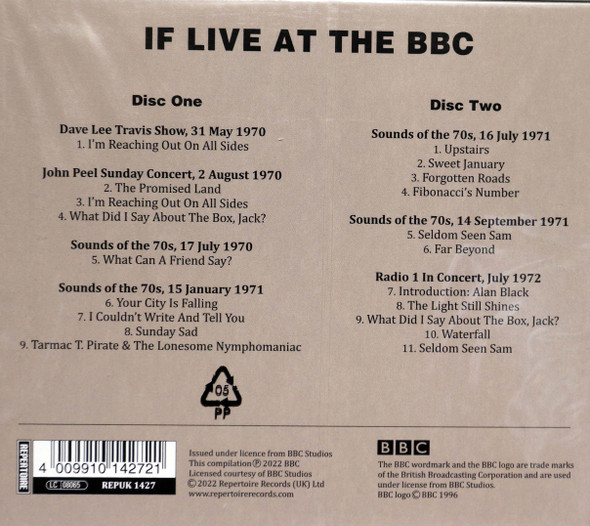 IF LIVE AT THE BBC
Disc One
Dave Lee Travis Show, 31 May 1970
1. I'm Reaching Out On All Sides
John Peel Sunday Concert, 2 August 1970
2. The Promised Land
3. I'm Reaching Out On All Sides
4. What Did I Say About The Box, Jack?
Sounds of the 70s, 17 July 1970
5. What Can A Friend Say?
Sounds of the 70s, 15 January 1971
6. Your City Is Falling
7. I Couldn't Write And Tell You
8. Sunday Sad
9. Tarmac T. Pirate & The Lonesome Nymphomaniac
Disc Two
Sounds of the 70s, 16 July 1971
1. Upstairs
2. Sweet January
3. Forgotten Roads
4. Fibonacci's Number
Sounds of the 70s, 14 September 1971
5. Seldom Seen Sam
6. Far Beyond
Radio 1 In Concert, July 1972
7. Introduction: Alan Black
8. The Light Still Shines
9. What Did I Say About The Box, Jack?
10. Waterfall
11. Seldom Seen Sam
05
PP
REPERTOIRE
4 009910 142721
LC 08065
REPUK 1427
Issued under licence from BBC Studios
This compilation Ⓟ 2022 BBC
Licensed courtesy of BBC Studios
© 2022 Repertoire Records (UK) Ltd
www.repertoirerecords.com
BBC
The BBC wordmark and the BBC logo are trade marks
of the British Broadcasting Corporation and are used
under license from BBC Studios.
BBC logo © BBC 1996